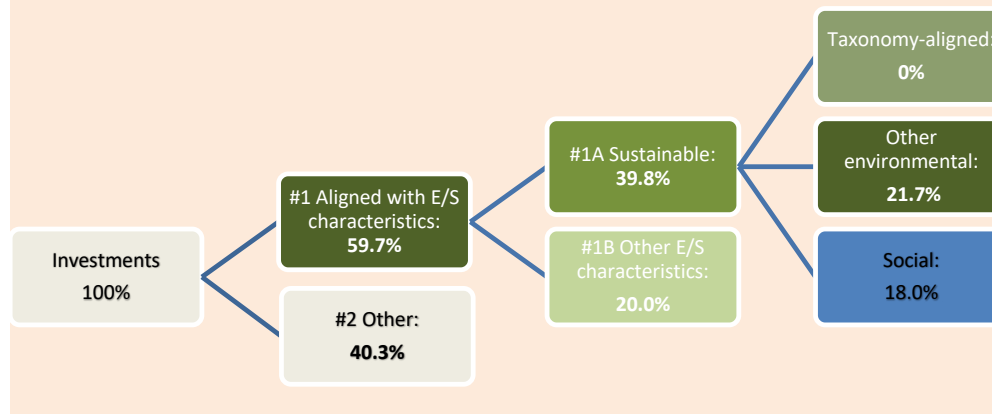 Investments
100%
#1 Aligned with E/S
characteristics:
59.7%
#2 Other:
40.3%
#1A Sustainable:
39.8%
#1B Other E/S
characteristics:
20.0%
Taxonomy-aligned:
0%
Other
environmental:
21.7%
Social:
18.0%